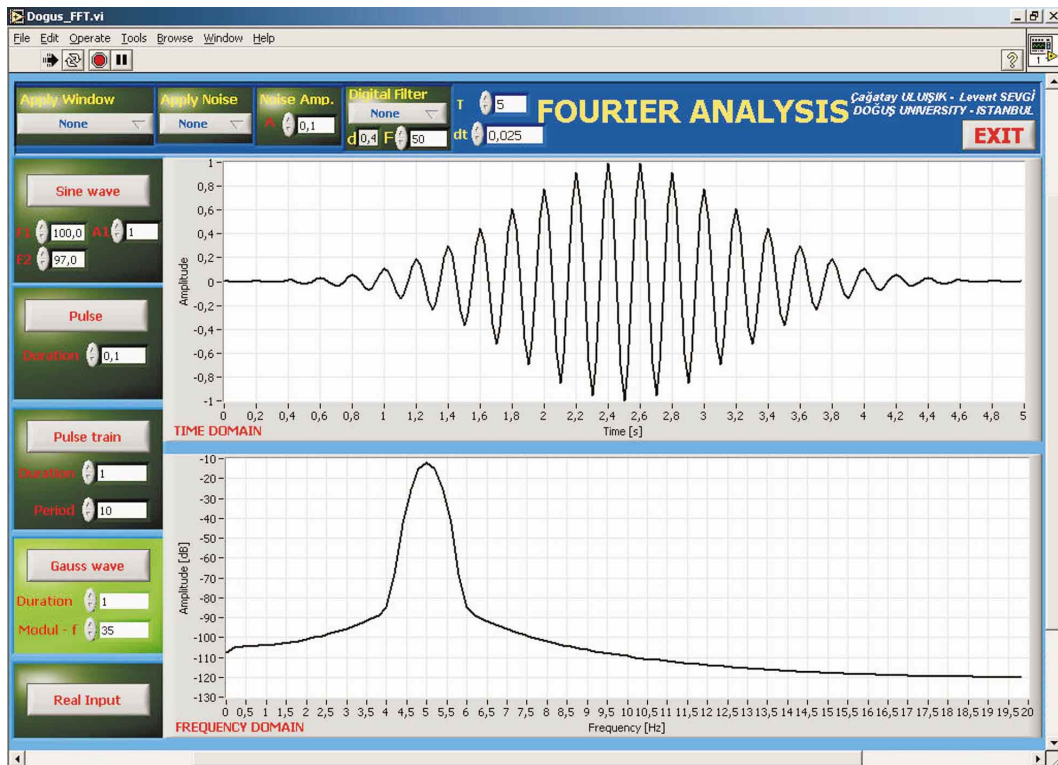 Dogus_FFT.vi
File Edit Operate Tools Browse Window Help
1
Apply Window
None
Apply Noise
None
Noise Amp.
A 0,1
Digital Filter
None
d 0,4 F 50
T 5
dt 0,025
FOURIER ANALYSIS
Çağatay ULUIŞIK - Levent SEVGİ
DOĞUŞ UNIVERSITY - ISTANBUL
EXIT
Sine wave
F1 100,0 A1 1
F2 97,0
Pulse
Duration 0,1
Pulse train
Duration 1
Period 10
Gauss wave
Duration 1
Modul - f 35
Real Input
Amplitude
1
0,8
0,6
0,4
0,2
0
-0,2
-0,4
-0,6
-0,8
-1
0 0,2 0,4 0,6 0,8 1 1,2 1,4 1,6 1,8 2 2,2 2,4 2,6 2,8 3 3,2 3,4 3,6 3,8 4 4,2 4,4 4,6 4,8 5
TIME DOMAIN
Time [s]
Amplitude [dB]
-10
-20
-30
-40
-50
-60
-70
-80
-90
-100
-110
-120
-130
0 0,5 1 1,5 2 2,5 3 3,5 4 4,5 5 5,5 6 6,5 7 7,5 8 8,5 9 9,5 10 10,5 11 11,5 12 12,5 13 13,5 14 14,5 15 15,5 16 16,5 17 17,5 18 18,5 19 19,5 20
FREQUENCY DOMAIN
Frequency [Hz]